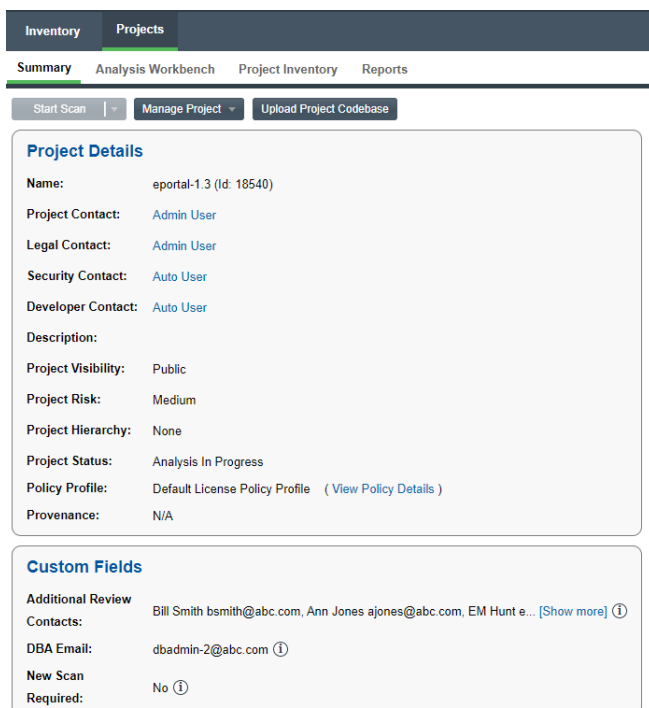 Inventory Projects
Summary Analysis Workbench Project Inventory Reports
Start Scan Manage Project Upload Project Codebase
Project Details
Name: eportal-1.3 (Id: 18540)
Project Contact: Admin User
Legal Contact: Admin User
Security Contact: Auto User
Developer Contact: Auto User
Description:
Project Visibility: Public
Project Risk: Medium
Project Hierarchy: None
Project Status: Analysis In Progress
Policy Profile: Default License Policy Profile ( View Policy Details )
Provenance: N/A
Custom Fields
Additional Review
Contacts: Bill Smith bsmith@abc.com, Ann Jones ajones@abc.com, EM Hunt e... [Show more] i
DBA Email: dbadmin-2@abc.com i
New Scan
Required: No i